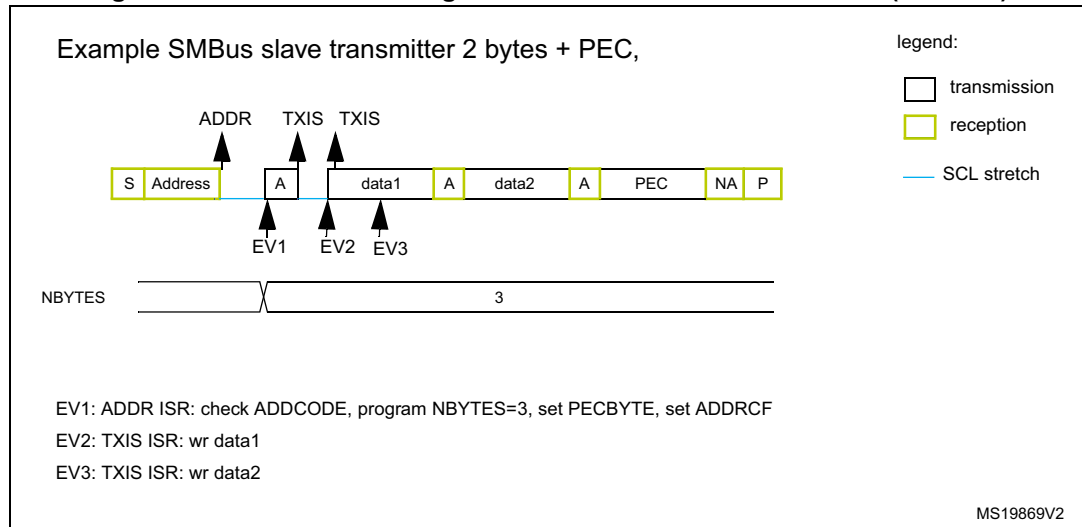 Example SMBus slave transmitter 2 bytes + PEC,
legend:
transmission
reception
SCL stretch
ADDR TXIS TXIS
S Address A data1 A data2 A PEC NA P
EV1 EV2 EV3
NBYTES 3
EV1: ADDR ISR: check ADDCODE, program NBYTES=3, set PECBYTE, set ADDRCF
EV2: TXIS ISR: wr data1
EV3: TXIS ISR: wr data2
MS19869V2